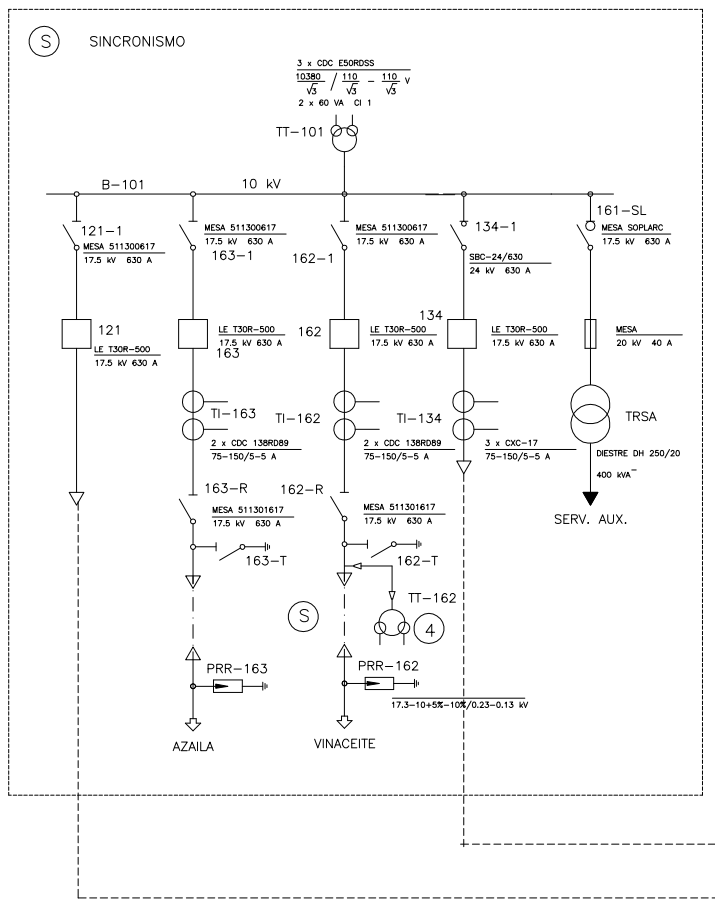 S SINCRONISMO
3 x CDC E50RDSS
10380/√3 / 110/√3 - 110/√3 V
2 x 60 VA Cl 1
TT-101
B-101 10 kV
121-1
MESA 511300617
17.5 kV 630 A
MESA 511300617
17.5 kV 630 A
163-1
162-1
MESA 511300617
17.5 kV 630 A
134-1
SBC-24/630
24 kV 630 A
161-SL
MESA SOPLARC
17.5 kV 630 A
121
LE T30R-500
17.5 kV 630 A
LE T30R-500
17.5 kV 630 A
163
162
LE T30R-500
17.5 kV 630 A
134
LE T30R-500
17.5 kV 630 A
MESA
20 kV 40 A
TI-163
2 x CDC 138RD89
75-150/5-5 A
TI-162
2 x CDC 138RD89
75-150/5-5 A
TI-134
3 x CXC-17
75-150/5-5 A
TRSA
DIESTRE DH 250/20
400 kVA
SERV. AUX.
163-R
MESA 511301617
17.5 kV 630 A
163-T
162-R
MESA 511301617
17.5 kV 630 A
162-T
S
TT-162
4
PRR-163
PRR-162
17.3-10+5%-10%/0.23-0.13 kV
AZAILA
VINACEITE